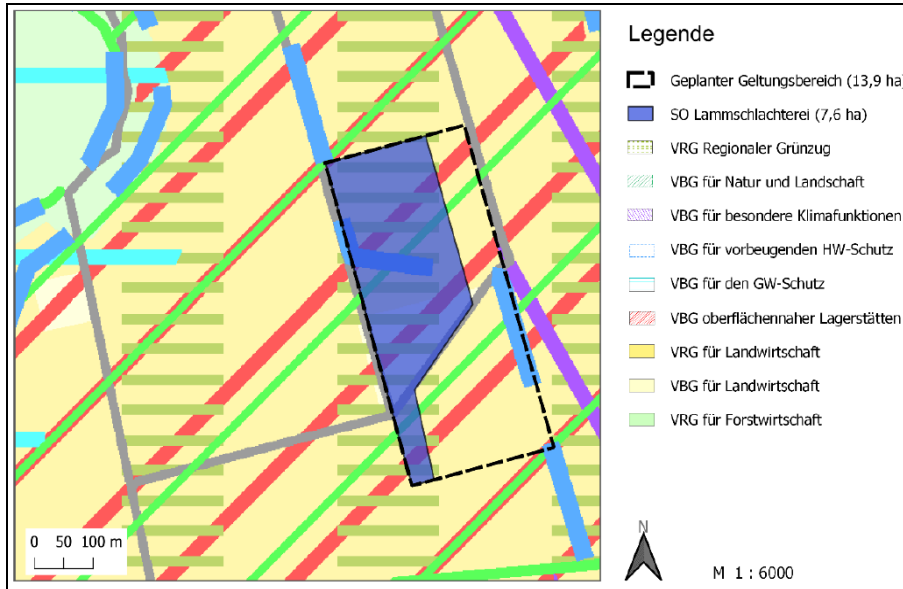 Legende
Geplanter Geltungsbereich (13,9 ha)
SO Lammschlachterei (7,6 ha)
VRG Regionaler Grünzug
VBG für Natur und Landschaft
VBG für besondere Klimafunktionen
VBG für vorbeugenden HW-Schutz
VBG für den GW-Schutz
VBG oberflächennaher Lagerstätten
VRG für Landwirtschaft
VBG für Landwirtschaft
VRG für Forstwirtschaft
0 50 100 m
N
M 1 : 6000